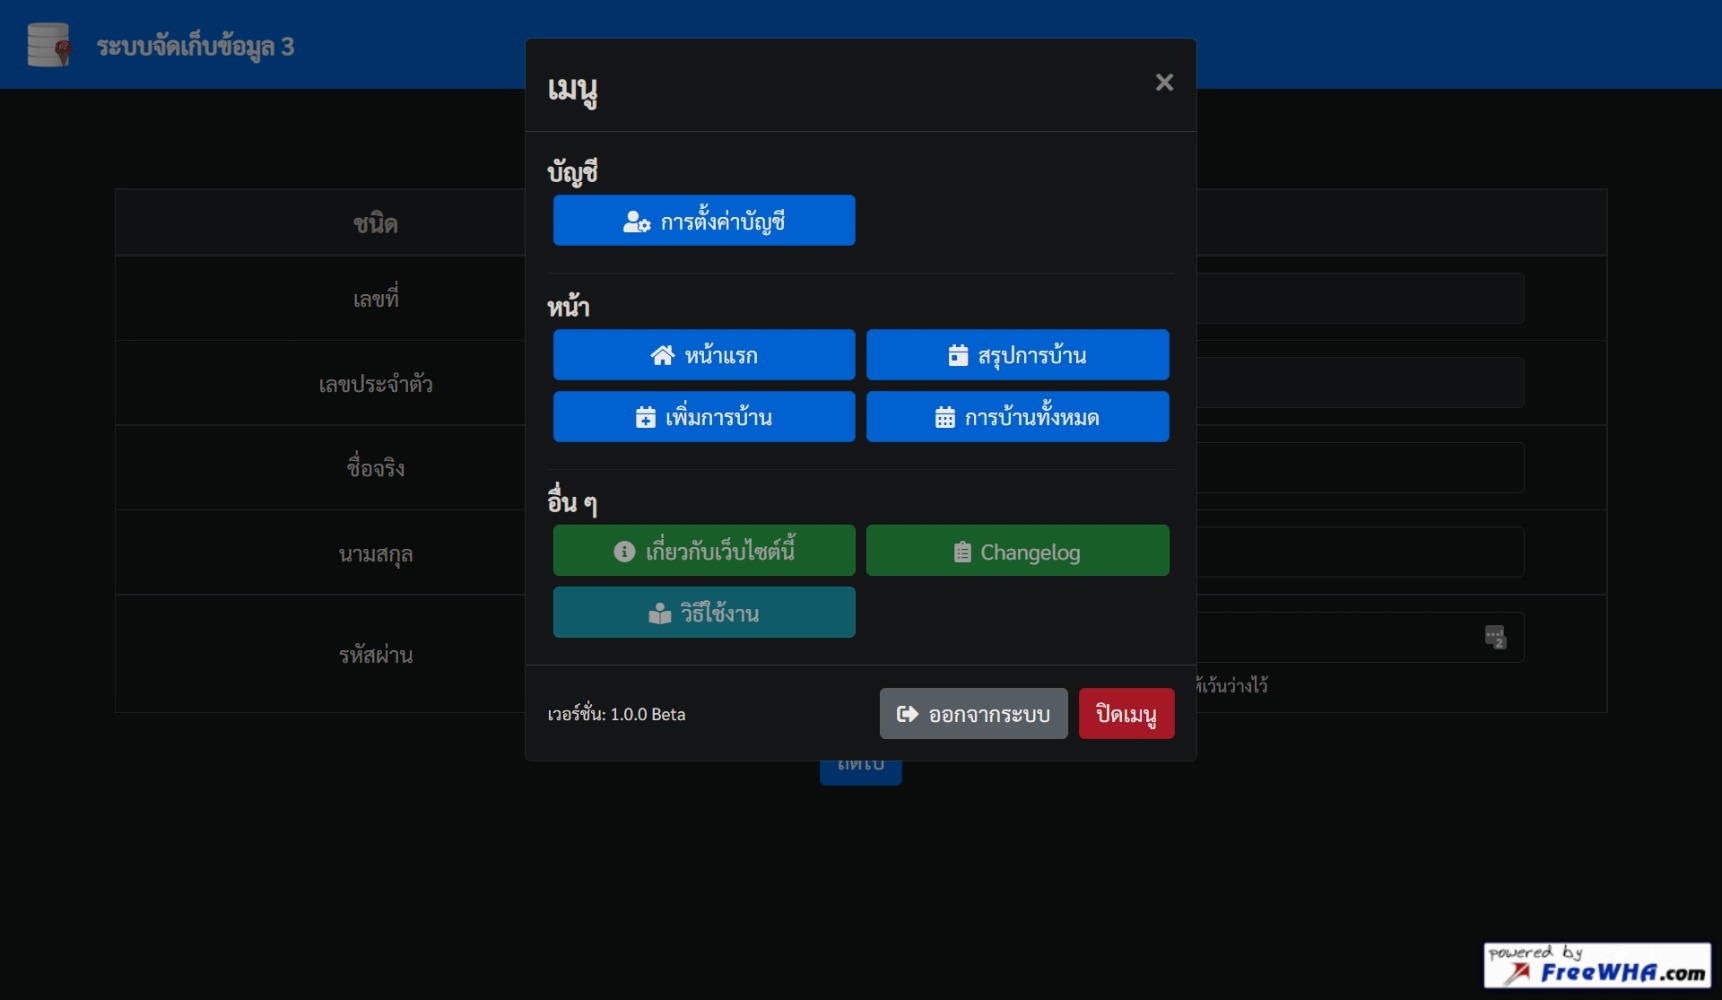 ระบบจัดเก็บข้อมูล 3
เมนู
×
บัญชี
การตั้งค่าบัญชี
หน้า
หน้าแรก
สรุปการบ้าน
เพิ่มการบ้าน
การบ้านทั้งหมด
อื่น ๆ
เกี่ยวกับเว็บไซต์นี้
Changelog
วิธีใช้งาน
เวอร์ชั่น: 1.0.0 Beta
ออกจากระบบ
ปิดเมนู
ชนิด
เลขที่
เลขประจำตัว
ชื่อจริง
นามสกุล
รหัสผ่าน
2
ให้เว้นว่างไว้
ถัดไป
powered by
FreeWHA.com